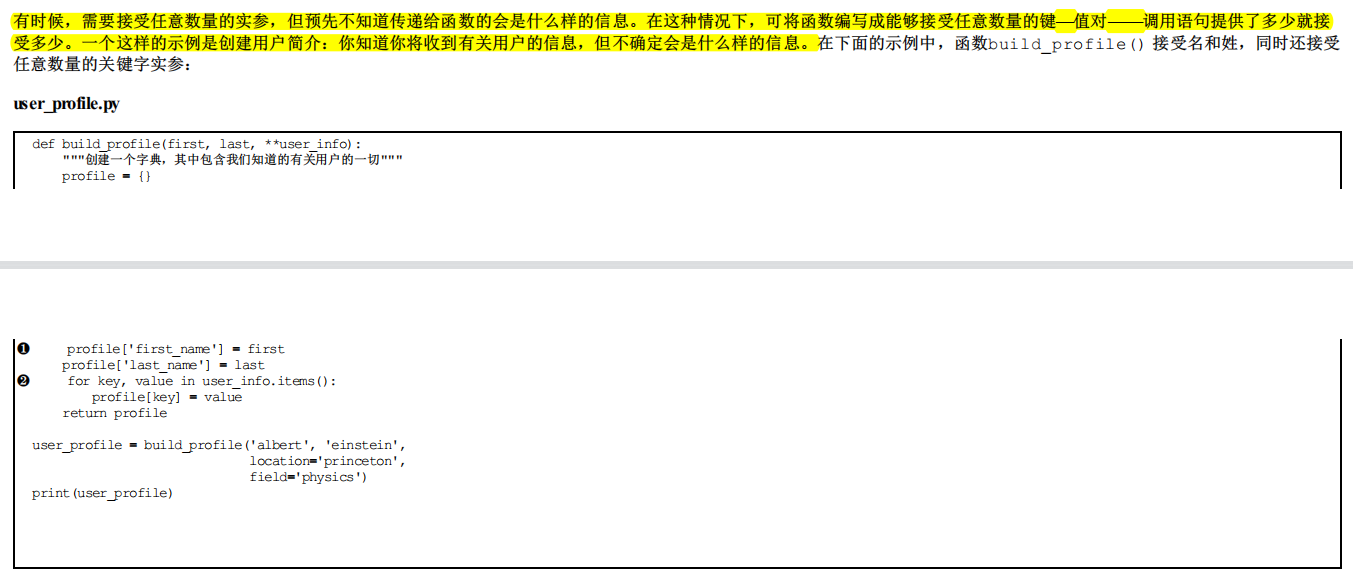 有时候，需要接受任意数量的实参，但预先不知道传递给函数的会是什么样的信息。在这种情况下，可将函数编写成能够接受任意数量的键—值对——调用语句提供了多少就接
受多少。一个这样的示例是创建用户简介：你知道你将收到有关用户的信息，但不确定会是什么样的信息。在下面的示例中，函数build_profile() 接受名和姓，同时还接受
任意数量的关键字实参：
user_profile.py
def build_profile(first, last, **user_info):
    """创建一个字典，其中包含我们知道的有关用户的一切"""
    profile = {}
❶     profile['first_name'] = first
    profile['last_name'] = last
❷     for key, value in user_info.items():
        profile[key] = value
    return profile
user_profile = build_profile('albert', 'einstein',
                             location='princeton',
                             field='physics')
print(user_profile)